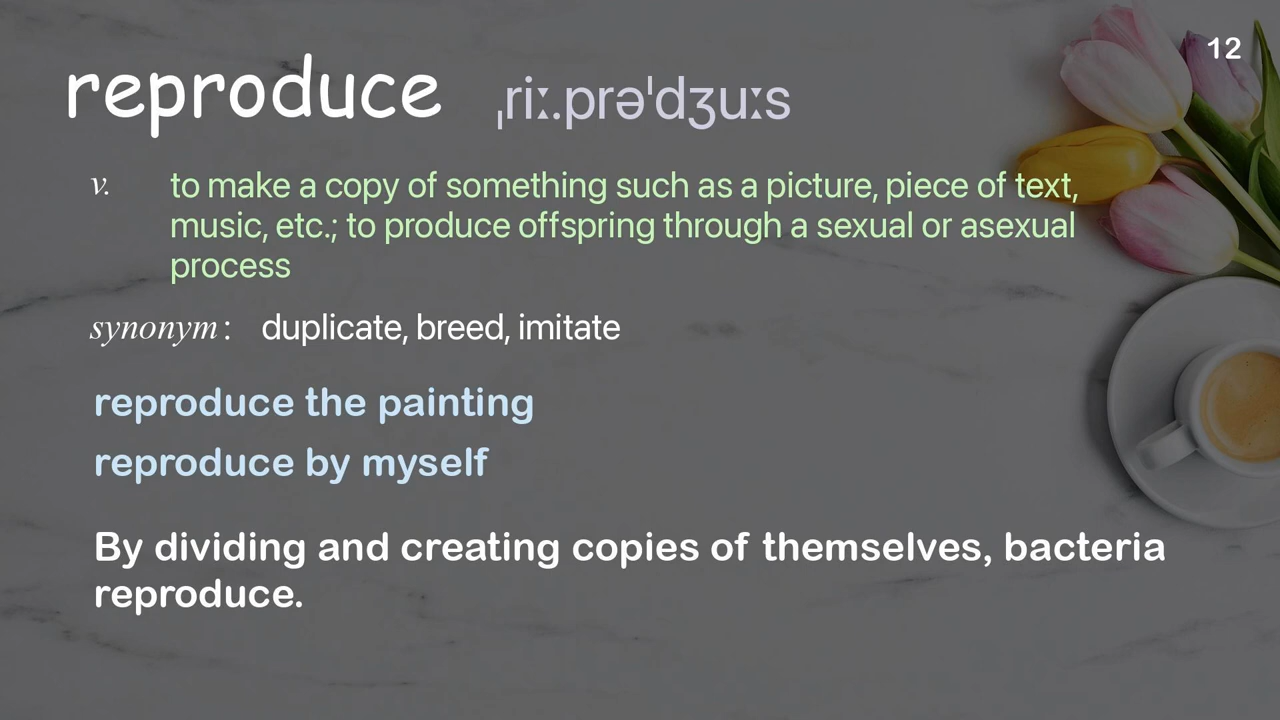 12
reproduce ˌriː.prəˈdʒuːs
v. to make a copy of something such as a picture, piece of text,
music, etc.; to produce offspring through a sexual or asexual
process
synonym: duplicate, breed, imitate
reproduce the painting
reproduce by myself
By dividing and creating copies of themselves, bacteria
reproduce.